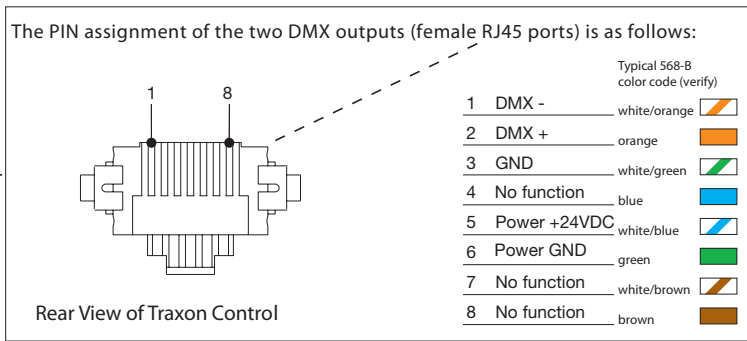 The PIN assignment of the two DMX outputs (female RJ45 ports) is as follows:
Typical 568-B
color code (verify)
1 8
1 DMX - white/orange
2 DMX + orange
3 GND white/green
4 No function blue
5 Power +24VDC white/blue
6 Power GND green
7 No function white/brown
8 No function brown
Rear View of Traxon Control